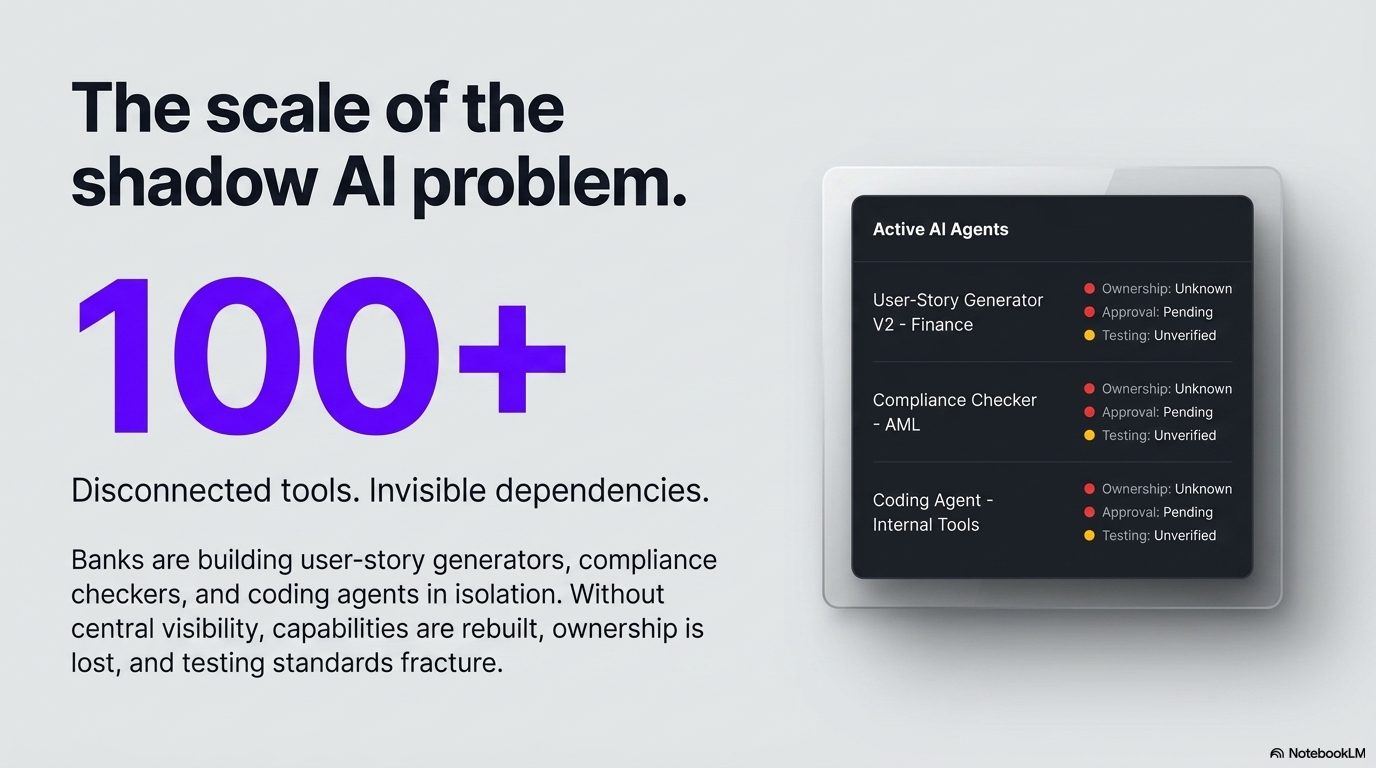 The scale of the
shadow AI problem.
100+
Disconnected tools. Invisible dependencies.
Banks are building user-story generators, compliance
checkers, and coding agents in isolation. Without
central visibility, capabilities are rebuilt, ownership is
lost, and testing standards fracture.
Active AI Agents
User-Story Generator
V2 - Finance
Ownership: Unknown
Approval: Pending
Testing: Unverified
Compliance Checker
- AML
Ownership: Unknown
Approval: Pending
Testing: Unverified
Coding Agent -
Internal Tools
Ownership: Unknown
Approval: Pending
Testing: Unverified
NotebookLM